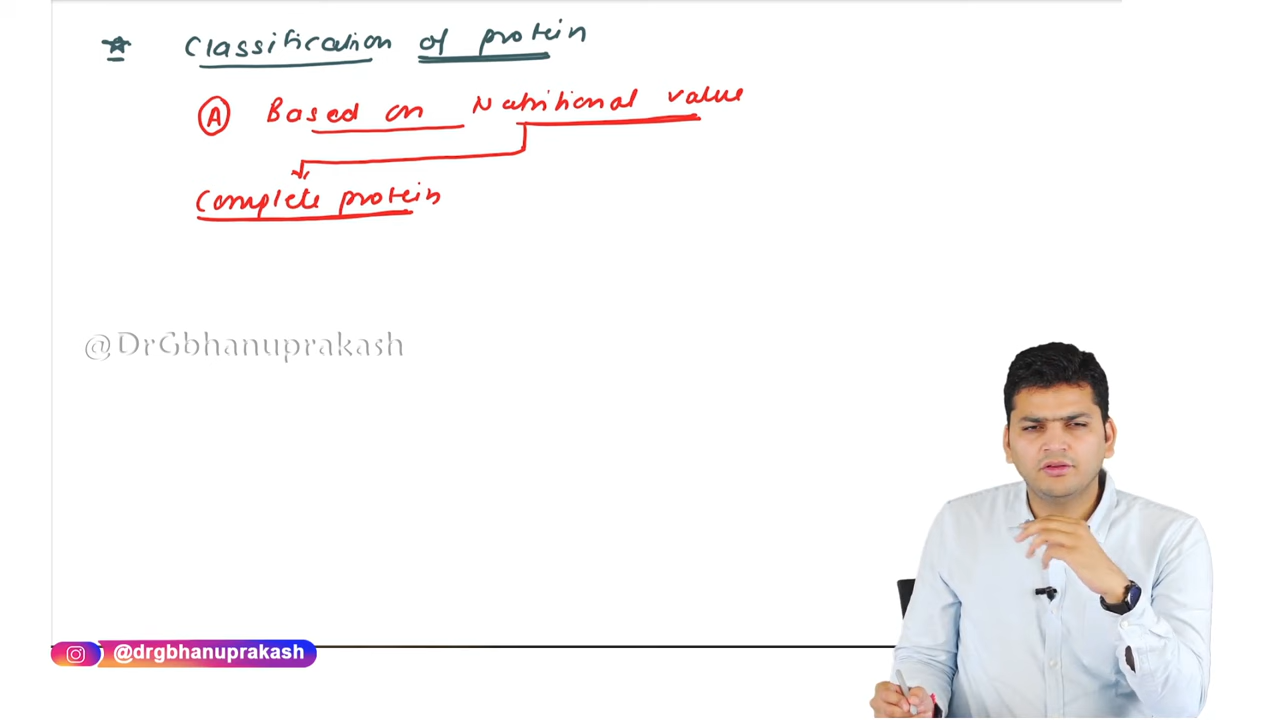 * Classification of protein
A Based on Nutritional value
Complete protein
@DrGbhanuprakash
@drgbhanuprakash